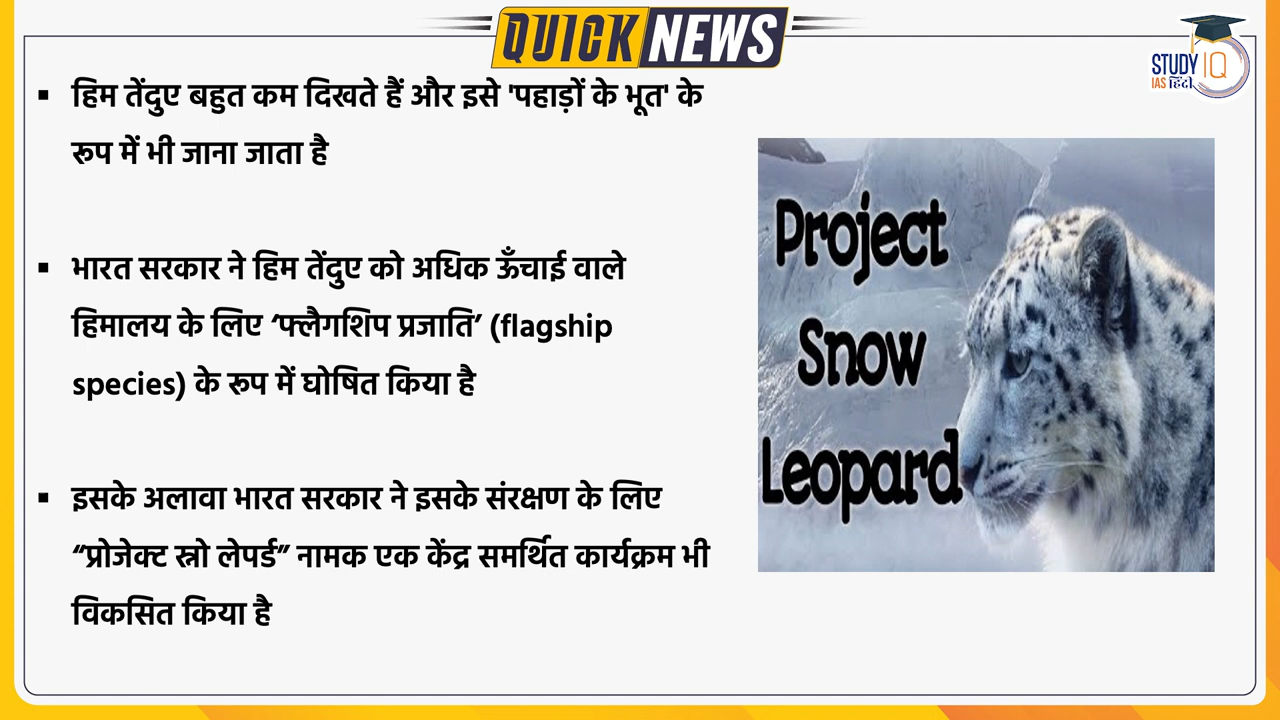 QUICK NEWS
STUDY IQ
IAS हिंदी
▪ हिम तेंदुए बहुत कम दिखते हैं और इसे 'पहाड़ों के भूत' के
रूप में भी जाना जाता है
▪ भारत सरकार ने हिम तेंदुए को अधिक ऊँचाई वाले
हिमालय के लिए ‘फ्लैगशिप प्रजाति’ (flagship
species) के रूप में घोषित किया है
▪ इसके अलावा भारत सरकार ने इसके संरक्षण के लिए
“प्रोजेक्ट स्नो लेपर्ड” नामक एक केंद्र समर्थित कार्यक्रम भी
विकसित किया है
Project
Snow
Leopard